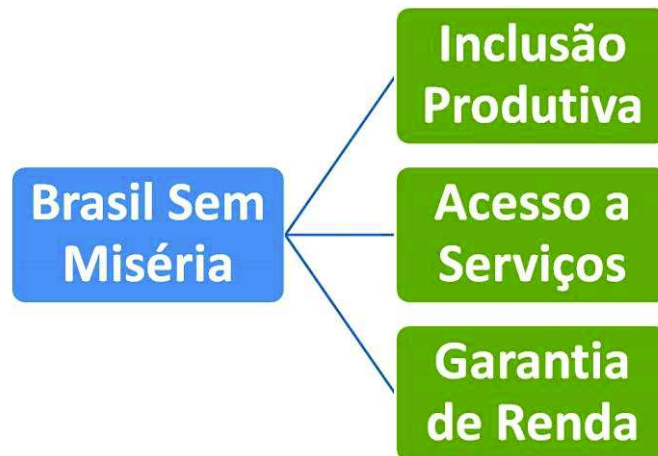 Brasil Sem
Miséria
Inclusão
Produtiva
Acesso a
Serviços
Garantia
de Renda